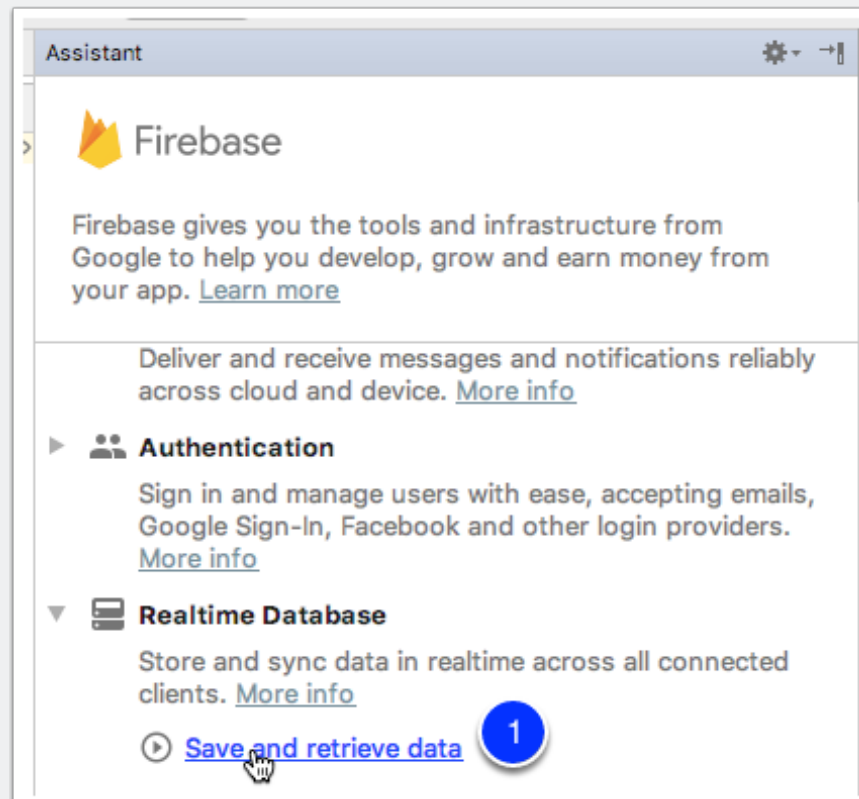 Assistant
Firebase
Firebase gives you the tools and infrastructure from
Google to help you develop, grow and earn money from
your app. Learn more
Deliver and receive messages and notifications reliably
across cloud and device. More info
Authentication
Sign in and manage users with ease, accepting emails,
Google Sign-In, Facebook and other login providers.
More info
Realtime Database
Store and sync data in realtime across all connected
clients. More info
Save and retrieve data 1